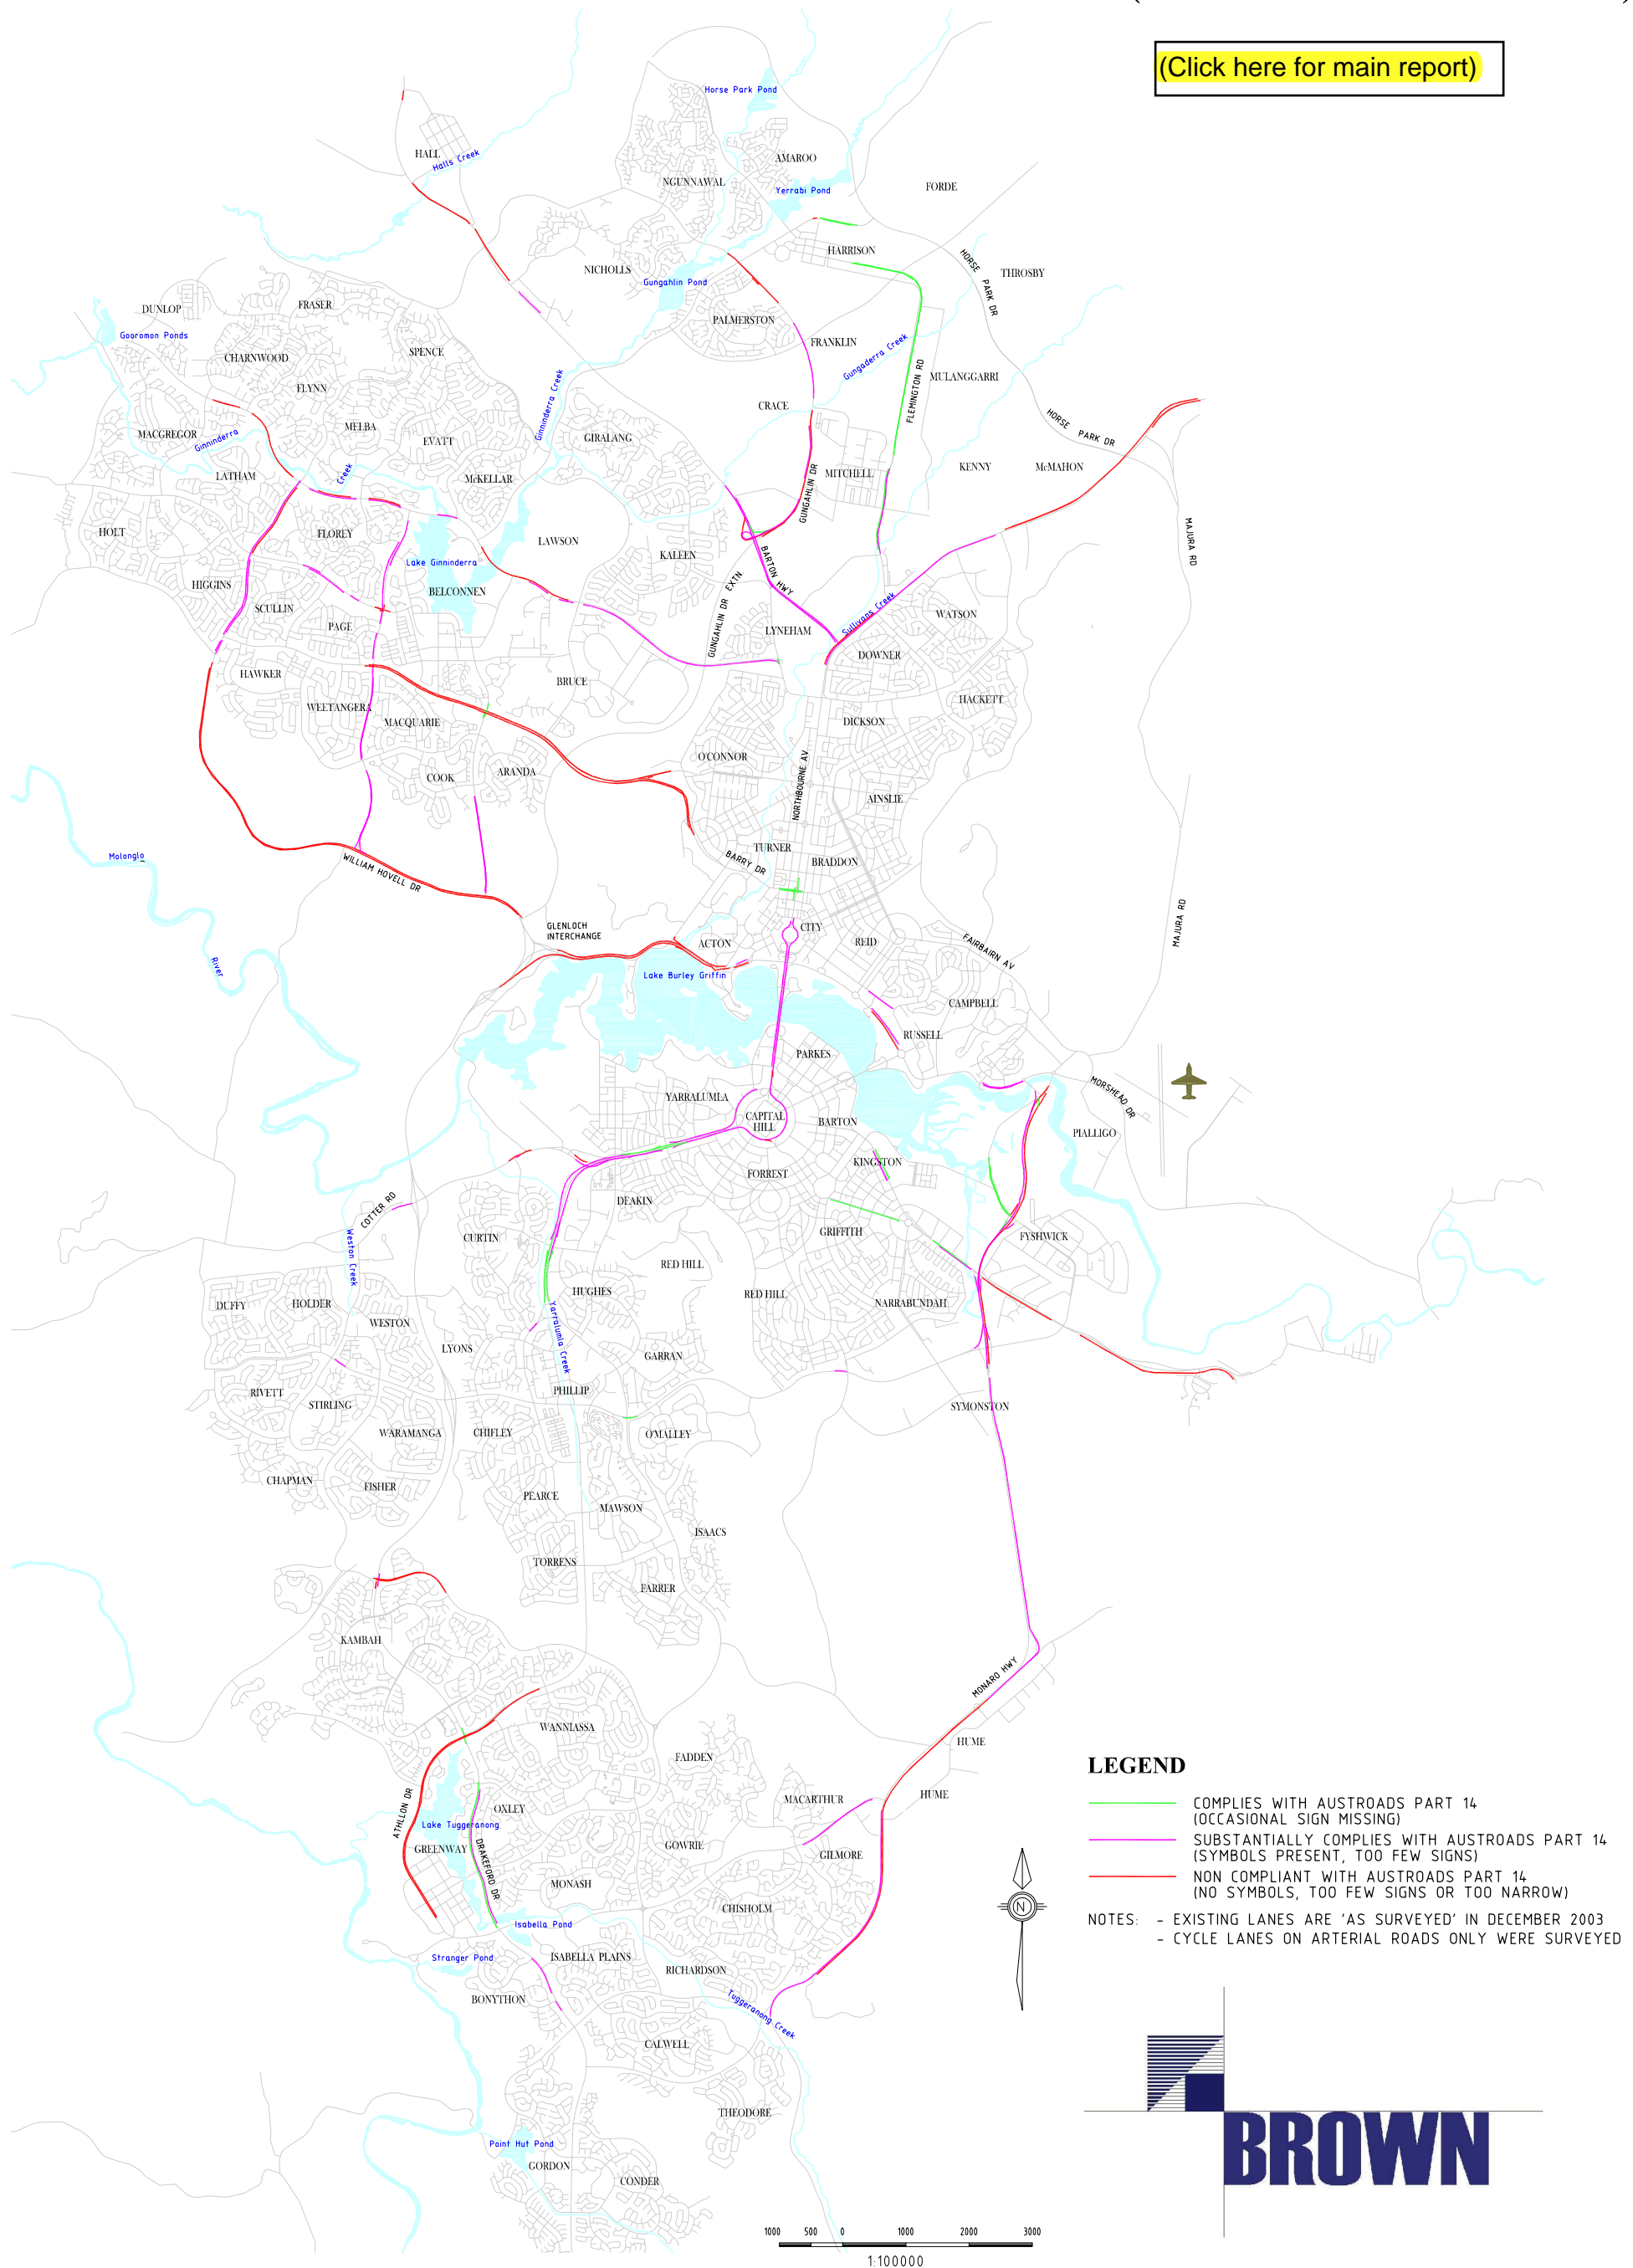 (Click here for main report)
Horse Park Pond
HALL
Halls Creek
AMAROO
NGUNNAWAL
Yerrabi Pond
FORDE
HARRISON
HORSE PARK DR
THROSBY
NICHOLLS
Gungahlin Pond
DUNLOP
FRASER
PALMERSTON
Gooromon Ponds
FRANKLIN
Gungaderra Creek
SPENCE
CHARNWOOD
FLYNN
FLEMINGTON RD
MULANGGARRI
Ginninderra Creek
CRACE
HORSE PARK DR
MELBA
MACGREGOR
Ginninderra
EVATT
GIRALANG
Creek
LATHAM
McKELLAR
MITCHELL
KENNY
McMAHON
GUNGAHLIN DR
HOLT
FLOREY
LAWSON
KALEEN
MAJURA RD
Lake Ginninderra
BARTON HWY
HIGGINS
BELCONNEN
SCULLIN
GUNGAHLIN DR EXTN.
Sullivans Creek
WATSON
PAGE
LYNEHAM
DOWNER
HAWKER
BRUCE
HACKETT
WEETANGERA
MACQUARIE
DICKSON
O'CONNOR
COOK
ARANDA
NORTHBOURNE AV
AINSLIE
Molonglo
WILLIAM HOVELL DR
TURNER
BARRY DR
BRADDON
GLENLOCH
INTERCHANGE
CITY
MAJURA RD
ACTON
REID
FAIRBAIRN AV
River
Lake Burley Griffin
CAMPBELL
RUSSELL
PARKES
MORSHEAD DR
YARRALUMLA
CAPITAL
HILL
BARTON
PIALLIGO
KINGSTON
FORREST
COTTER RD
DEAKIN
GRIFFITH
FYSHWICK
CURTIN
Weston Creek
RED HILL
HUGHES
RED HILL
DUFFY
HOLDER
NARRABUNDAH
WESTON
Yarralumla Creek
LYONS
GARRAN
RIVETT
PHILLIP
STIRLING
SYMONSTON
WARAMANGA
CHIFLEY
O'MALLEY
CHAPMAN
FISHER
PEARCE
MAWSON
ISAACS
TORRENS
FARRER
KAMBAH
MONARO HWY
WANNIASSA
HUME
FADDEN
HUME
MACARTHUR
ATHLLON DR
OXLEY
Lake Tuggeranong
GREENWAY
DRAKEFORD DR
GOWRIE
GILMORE
MONASH
CHISHOLM
Isabella Pond
Stranger Pond
ISABELLA PLAINS
RICHARDSON
BONYTHON
Tuggeranong Creek
CALWELL
THEODORE
Point Hut Pond
GORDON
CONDER
N
LEGEND
COMPLIES WITH AUSTROADS PART 14
(OCCASIONAL SIGN MISSING)
SUBSTANTIALLY COMPLIES WITH AUSTROADS PART 14
(SYMBOLS PRESENT, TOO FEW SIGNS)
NON COMPLIANT WITH AUSTROADS PART 14
(NO SYMBOLS, TOO FEW SIGNS OR TOO NARROW)
NOTES: - EXISTING LANES ARE 'AS SURVEYED' IN DECEMBER 2003
- CYCLE LANES ON ARTERIAL ROADS ONLY WERE SURVEYED
BROWN
1000 500 0 1000 2000 3000
1:100000